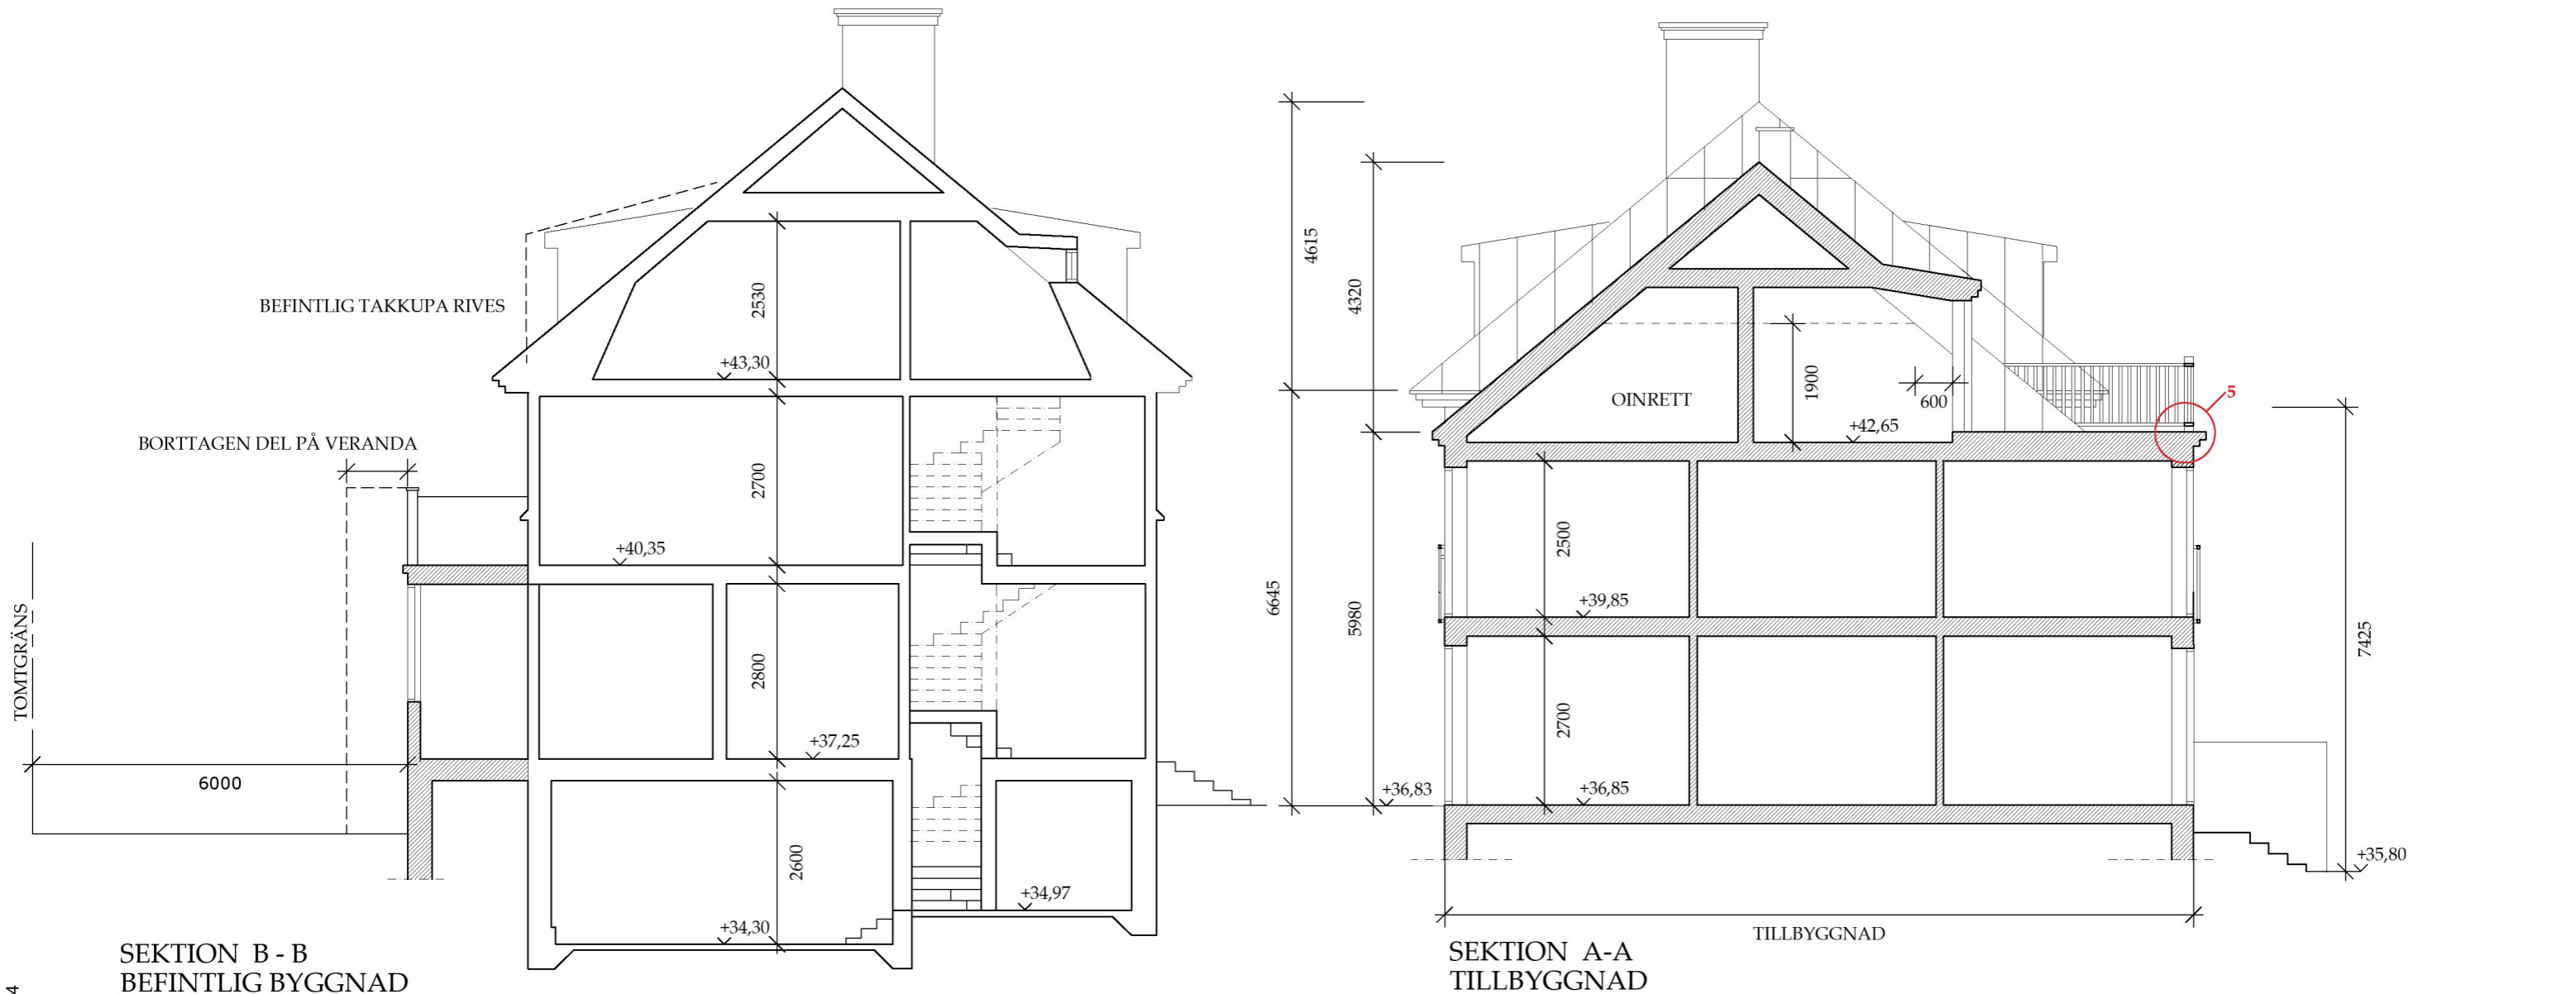 BEFINTLIG TAKKUPA RIVES
BORTTAGEN DEL PÅ VERANDA
TOMTGRÄNS
6000
2530
+43,30
2700
+40,35
2800
+37,25
2600
+34,97
+34,30
SEKTION B - B
BEFINTLIG BYGGNAD
4
4615
4320
6645
5980
+36,83
OINRETT
1900
600
+42,65
5
2500
+39,85
2700
+36,85
7425
+35,80
TILLBYGGNAD
SEKTION A-A
TILLBYGGNAD